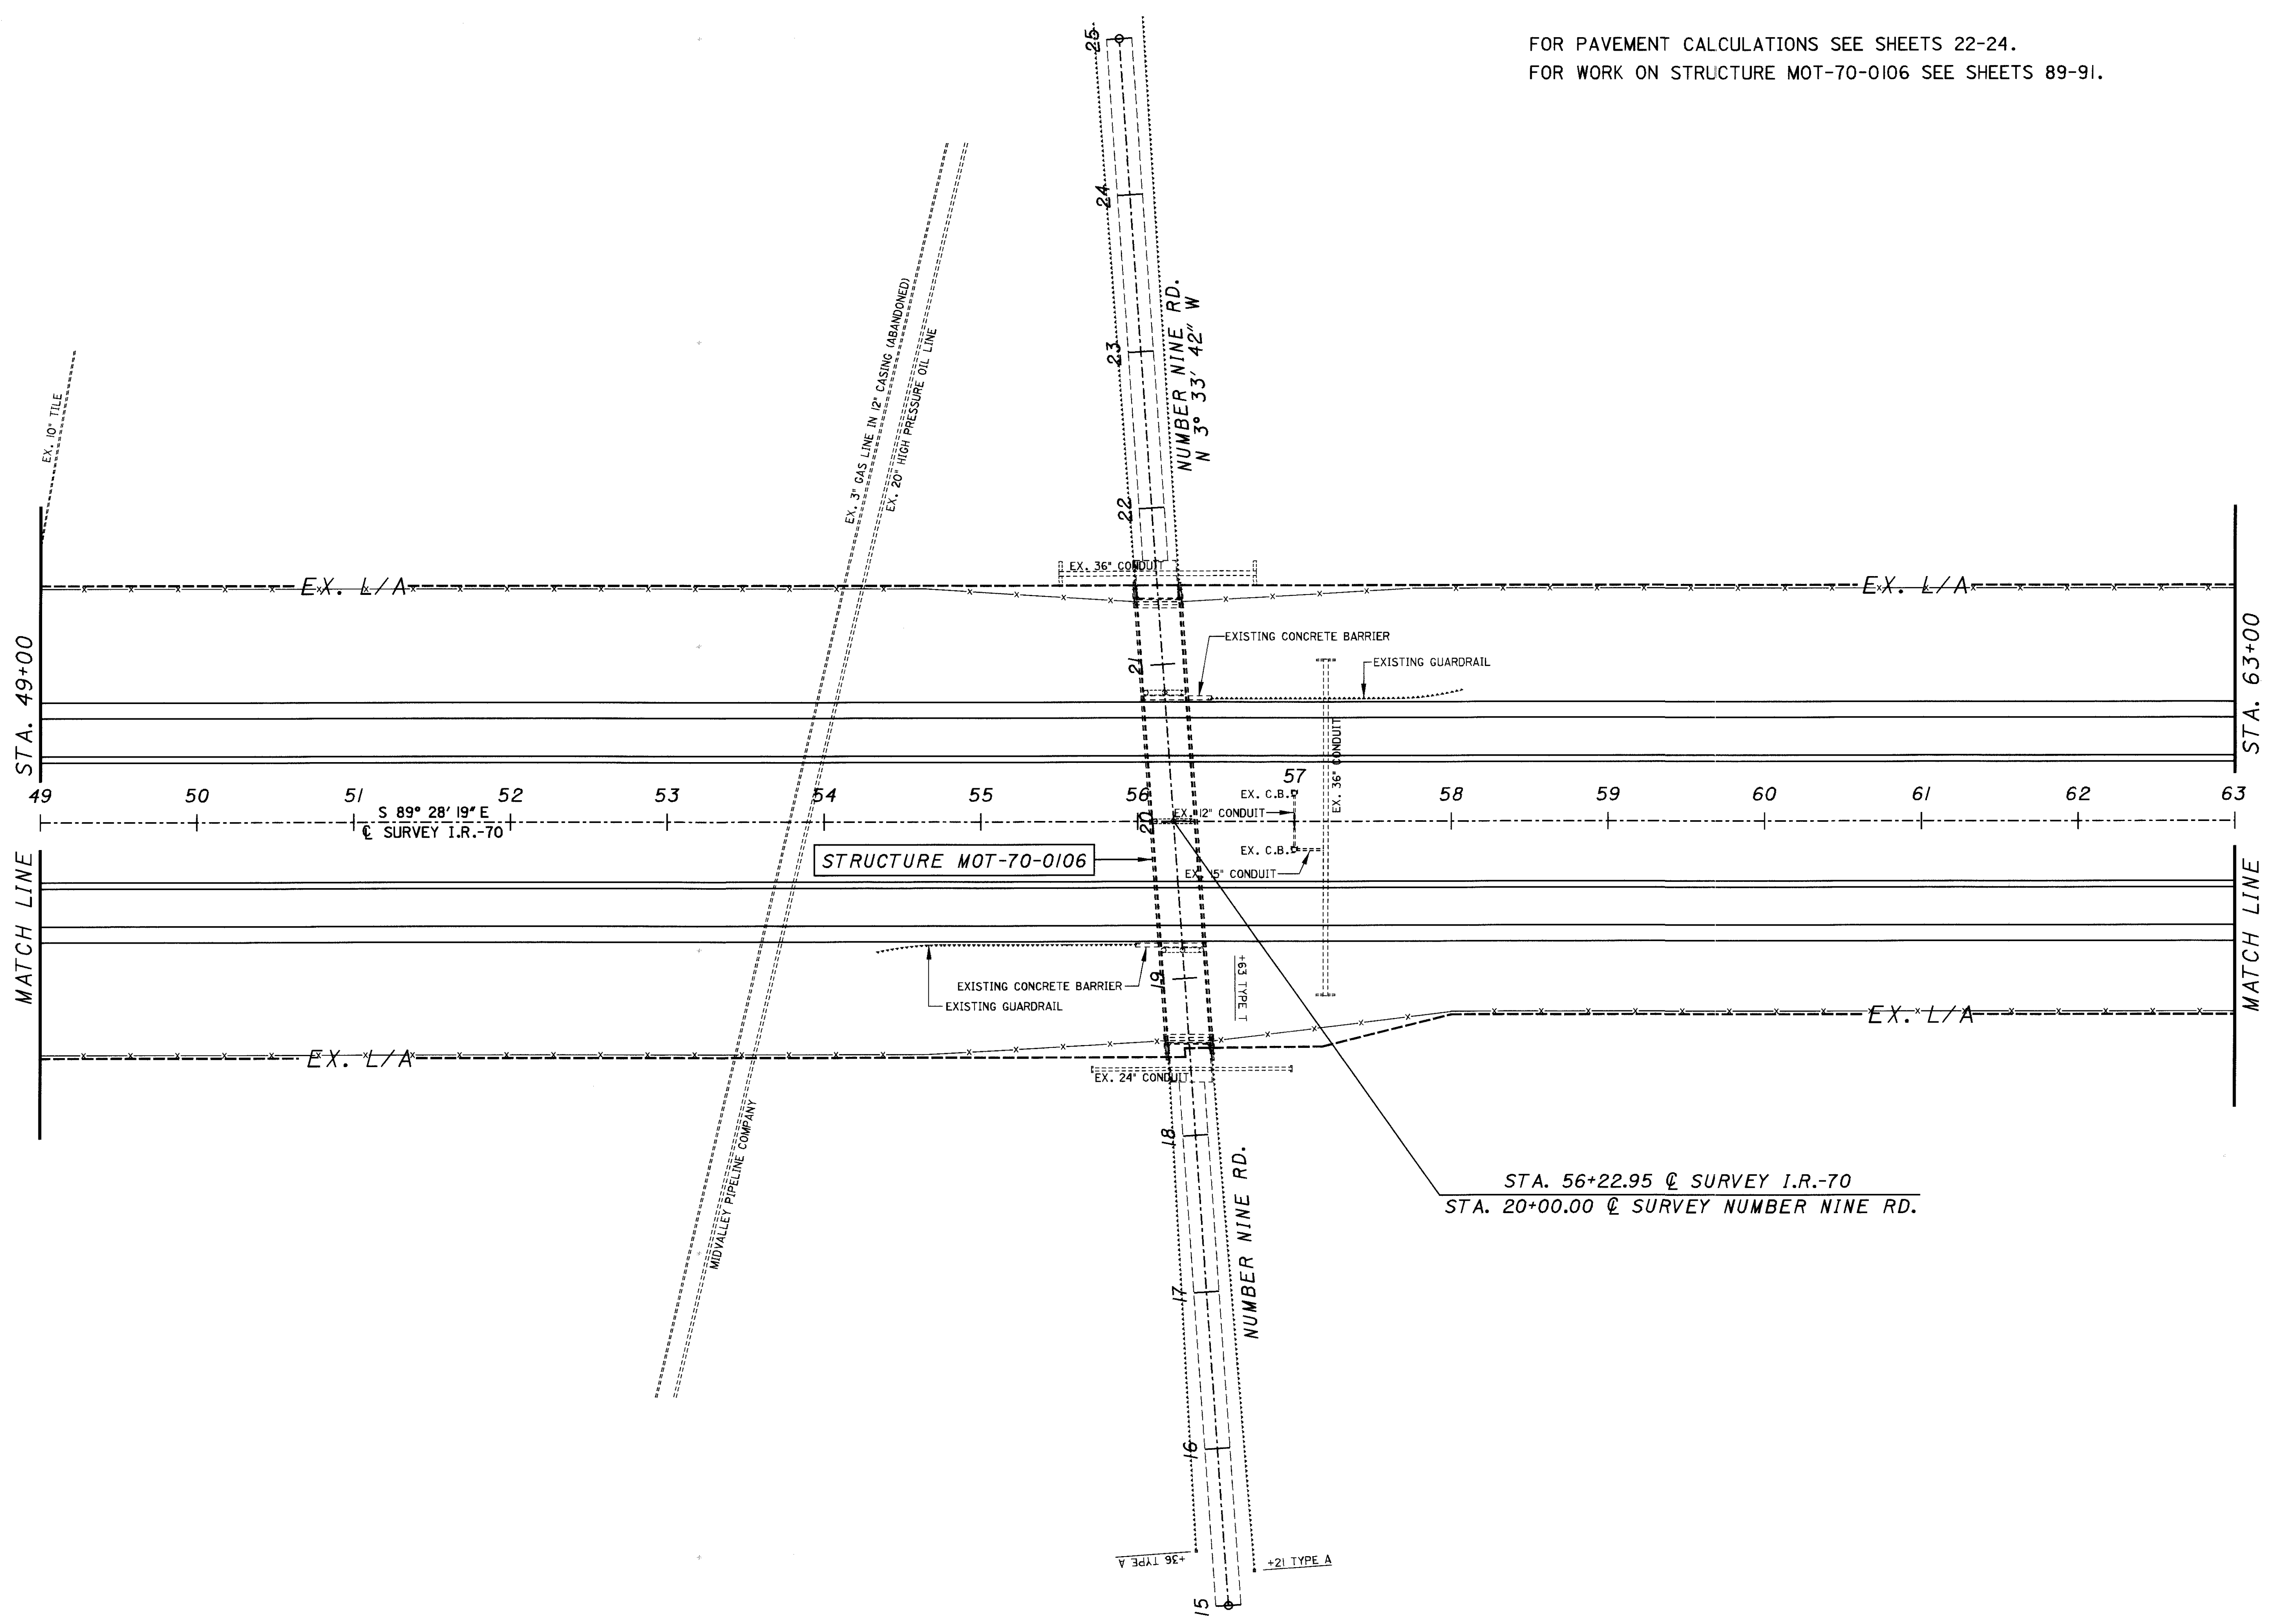 FOR PAVEMENT CALCULATIONS SEE SHEETS 22-24.
FOR WORK ON STRUCTURE MOT-70-0106 SEE SHEETS 89-91.
25
24
23
22
21
20
19
18
17
16
15
NUMBER NINE RD.
N 3° 33' 42" W
EX. 10" TILE
EX. 3" GAS LINE IN 12" CASING (ABANDONED)
EX. 20" HIGH PRESSURE OIL LINE
EX. 36" CONDUIT
EX. L/A
EX. L/A
EXISTING CONCRETE BARRIER
EXISTING GUARDRAIL
STA. 49+00
STA. 63+00
EX. 36" CONDUIT
49 50 51 52 53 54 55 56 57 58 59 60 61 62 63
S 89° 28' 19" E
℄ SURVEY I.R.-70
EX. C.B.
EX. 12" CONDUIT
EX. C.B.
EX. 15" CONDUIT
STRUCTURE MOT-70-0106
MATCH LINE
MATCH LINE
+63 TYPE T
EXISTING CONCRETE BARRIER
EXISTING GUARDRAIL
EX. L/A
EX. L/A
EX. 24" CONDUIT
MIDVALLEY PIPELINE COMPANY
NUMBER NINE RD.
STA. 56+22.95 ℄ SURVEY I.R.-70
STA. 20+00.00 ℄ SURVEY NUMBER NINE RD.
+36 TYPE A
+21 TYPE A